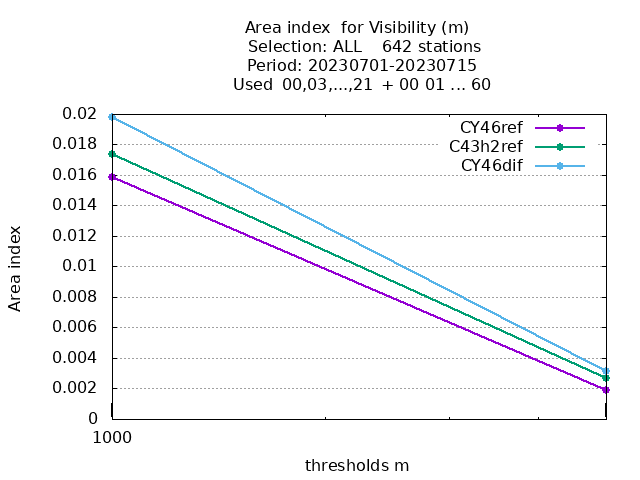 Area index  for Visibility (m)
Selection: ALL    642 stations
Period: 20230701-20230715
Used  00,03,...,21  + 00 01 ... 60
CY46ref
C43h2ref
CY46dif
0.02
0.018
0.016
0.014
0.012
0.01
0.008
0.006
0.004
0.002
0
Area index
1000
thresholds m